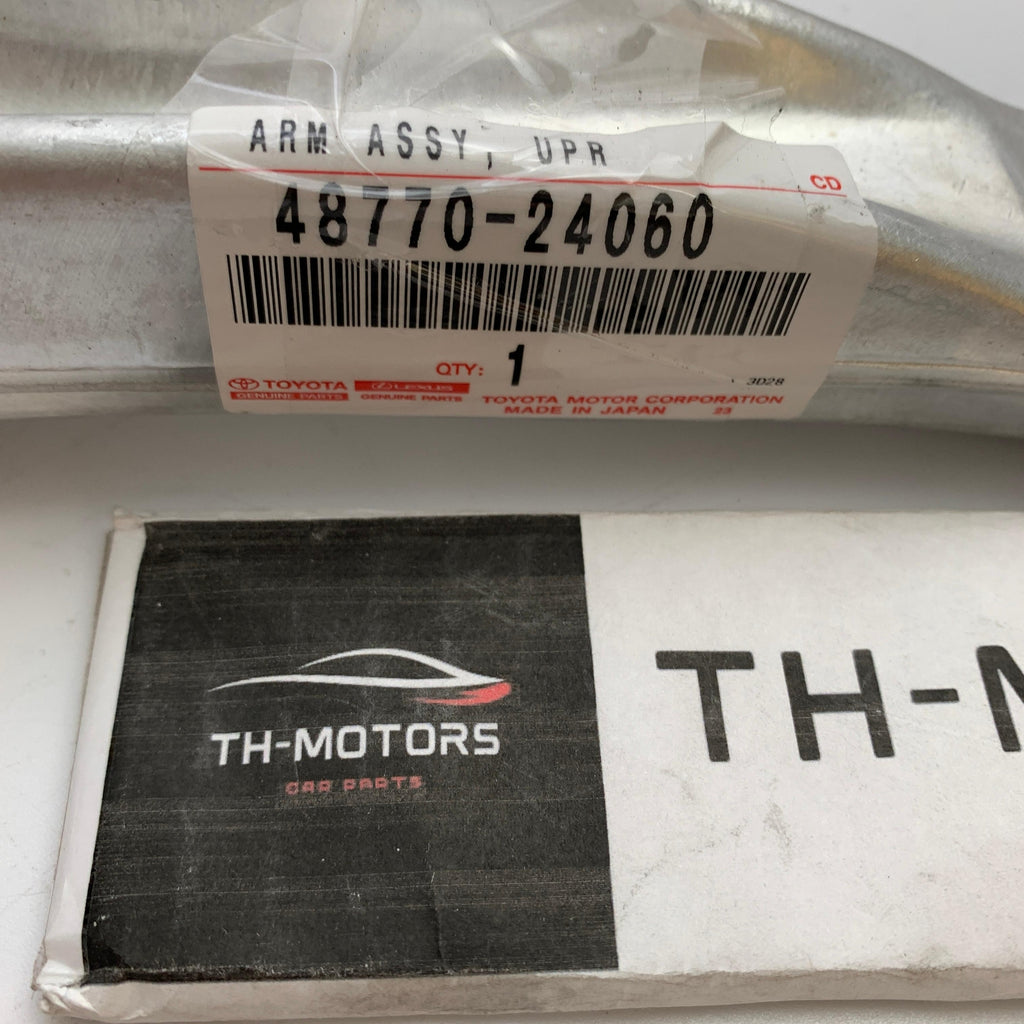 ARM ASSY, UPR
CD
48770-24060
QTY: 1
3D28
TOYOTA LEXUS
GENUINE PARTS GENUINE PARTS
TOYOTA MOTOR CORPORATION
MADE IN JAPAN 23
TH-MOTORS
CAR PARTS
TH-M